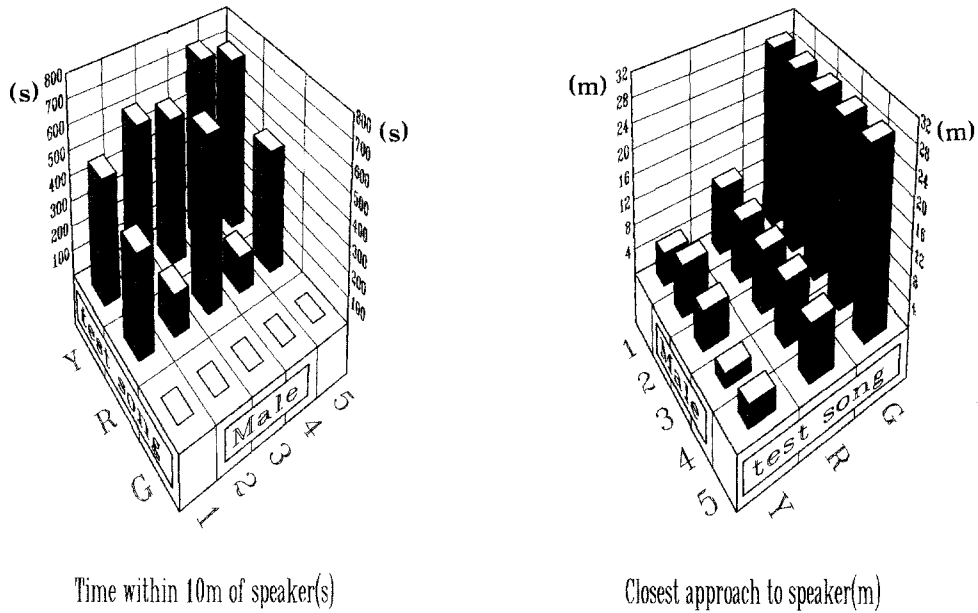 (s)
800
700
600
500
400
300
200
100
800
700
600
500
400
300
200
100
(s)
test song
Male
Y
R
G
1
2
3
4
5
Time within 10m of speaker(s)
(m)
32
28
24
20
16
12
8
4
32
28
24
20
16
12
8
4
(m)
Male
test song
1
2
3
4
5
Y
R
G
Closest approach to speaker(m)